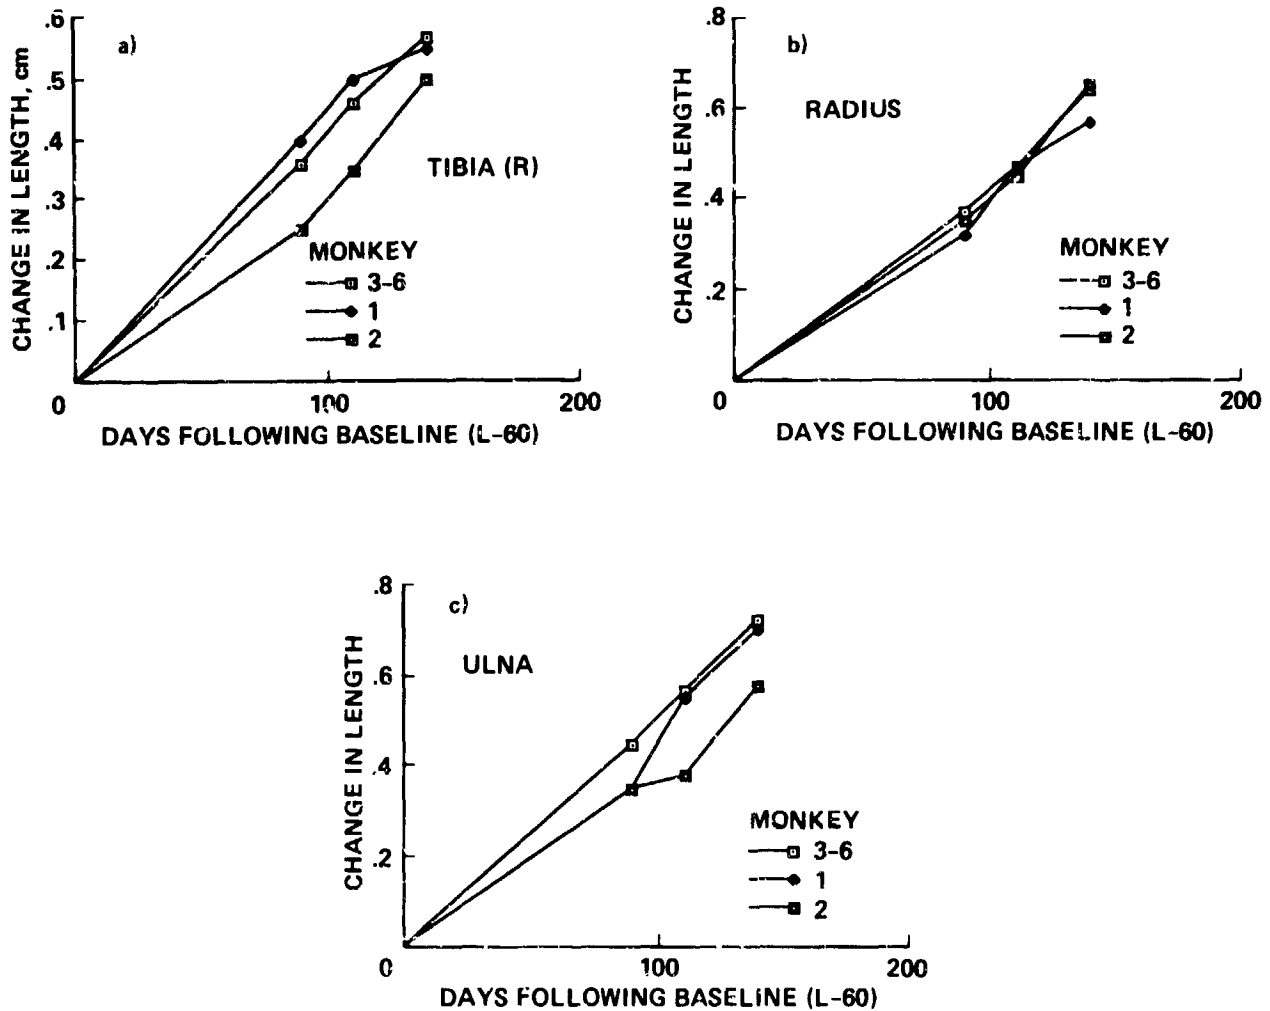 a)
CHANGE IN LENGTH, cm
.6
.5
.4
.3
.2
.1
0
100
200
TIBIA (R)
MONKEY
3-6
1
2
DAYS FOLLOWING BASELINE (L-60)
b)
CHANGE IN LENGTH
.8
.6
.4
.2
0
100
200
RADIUS
MONKEY
3-6
1
2
DAYS FOLLOWING BASELINE (L-60)
c)
CHANGE IN LENGTH
.8
.6
.4
.2
0
100
200
ULNA
MONKEY
3-6
1
2
DAYS FOLLOWING BASELINE (L-60)